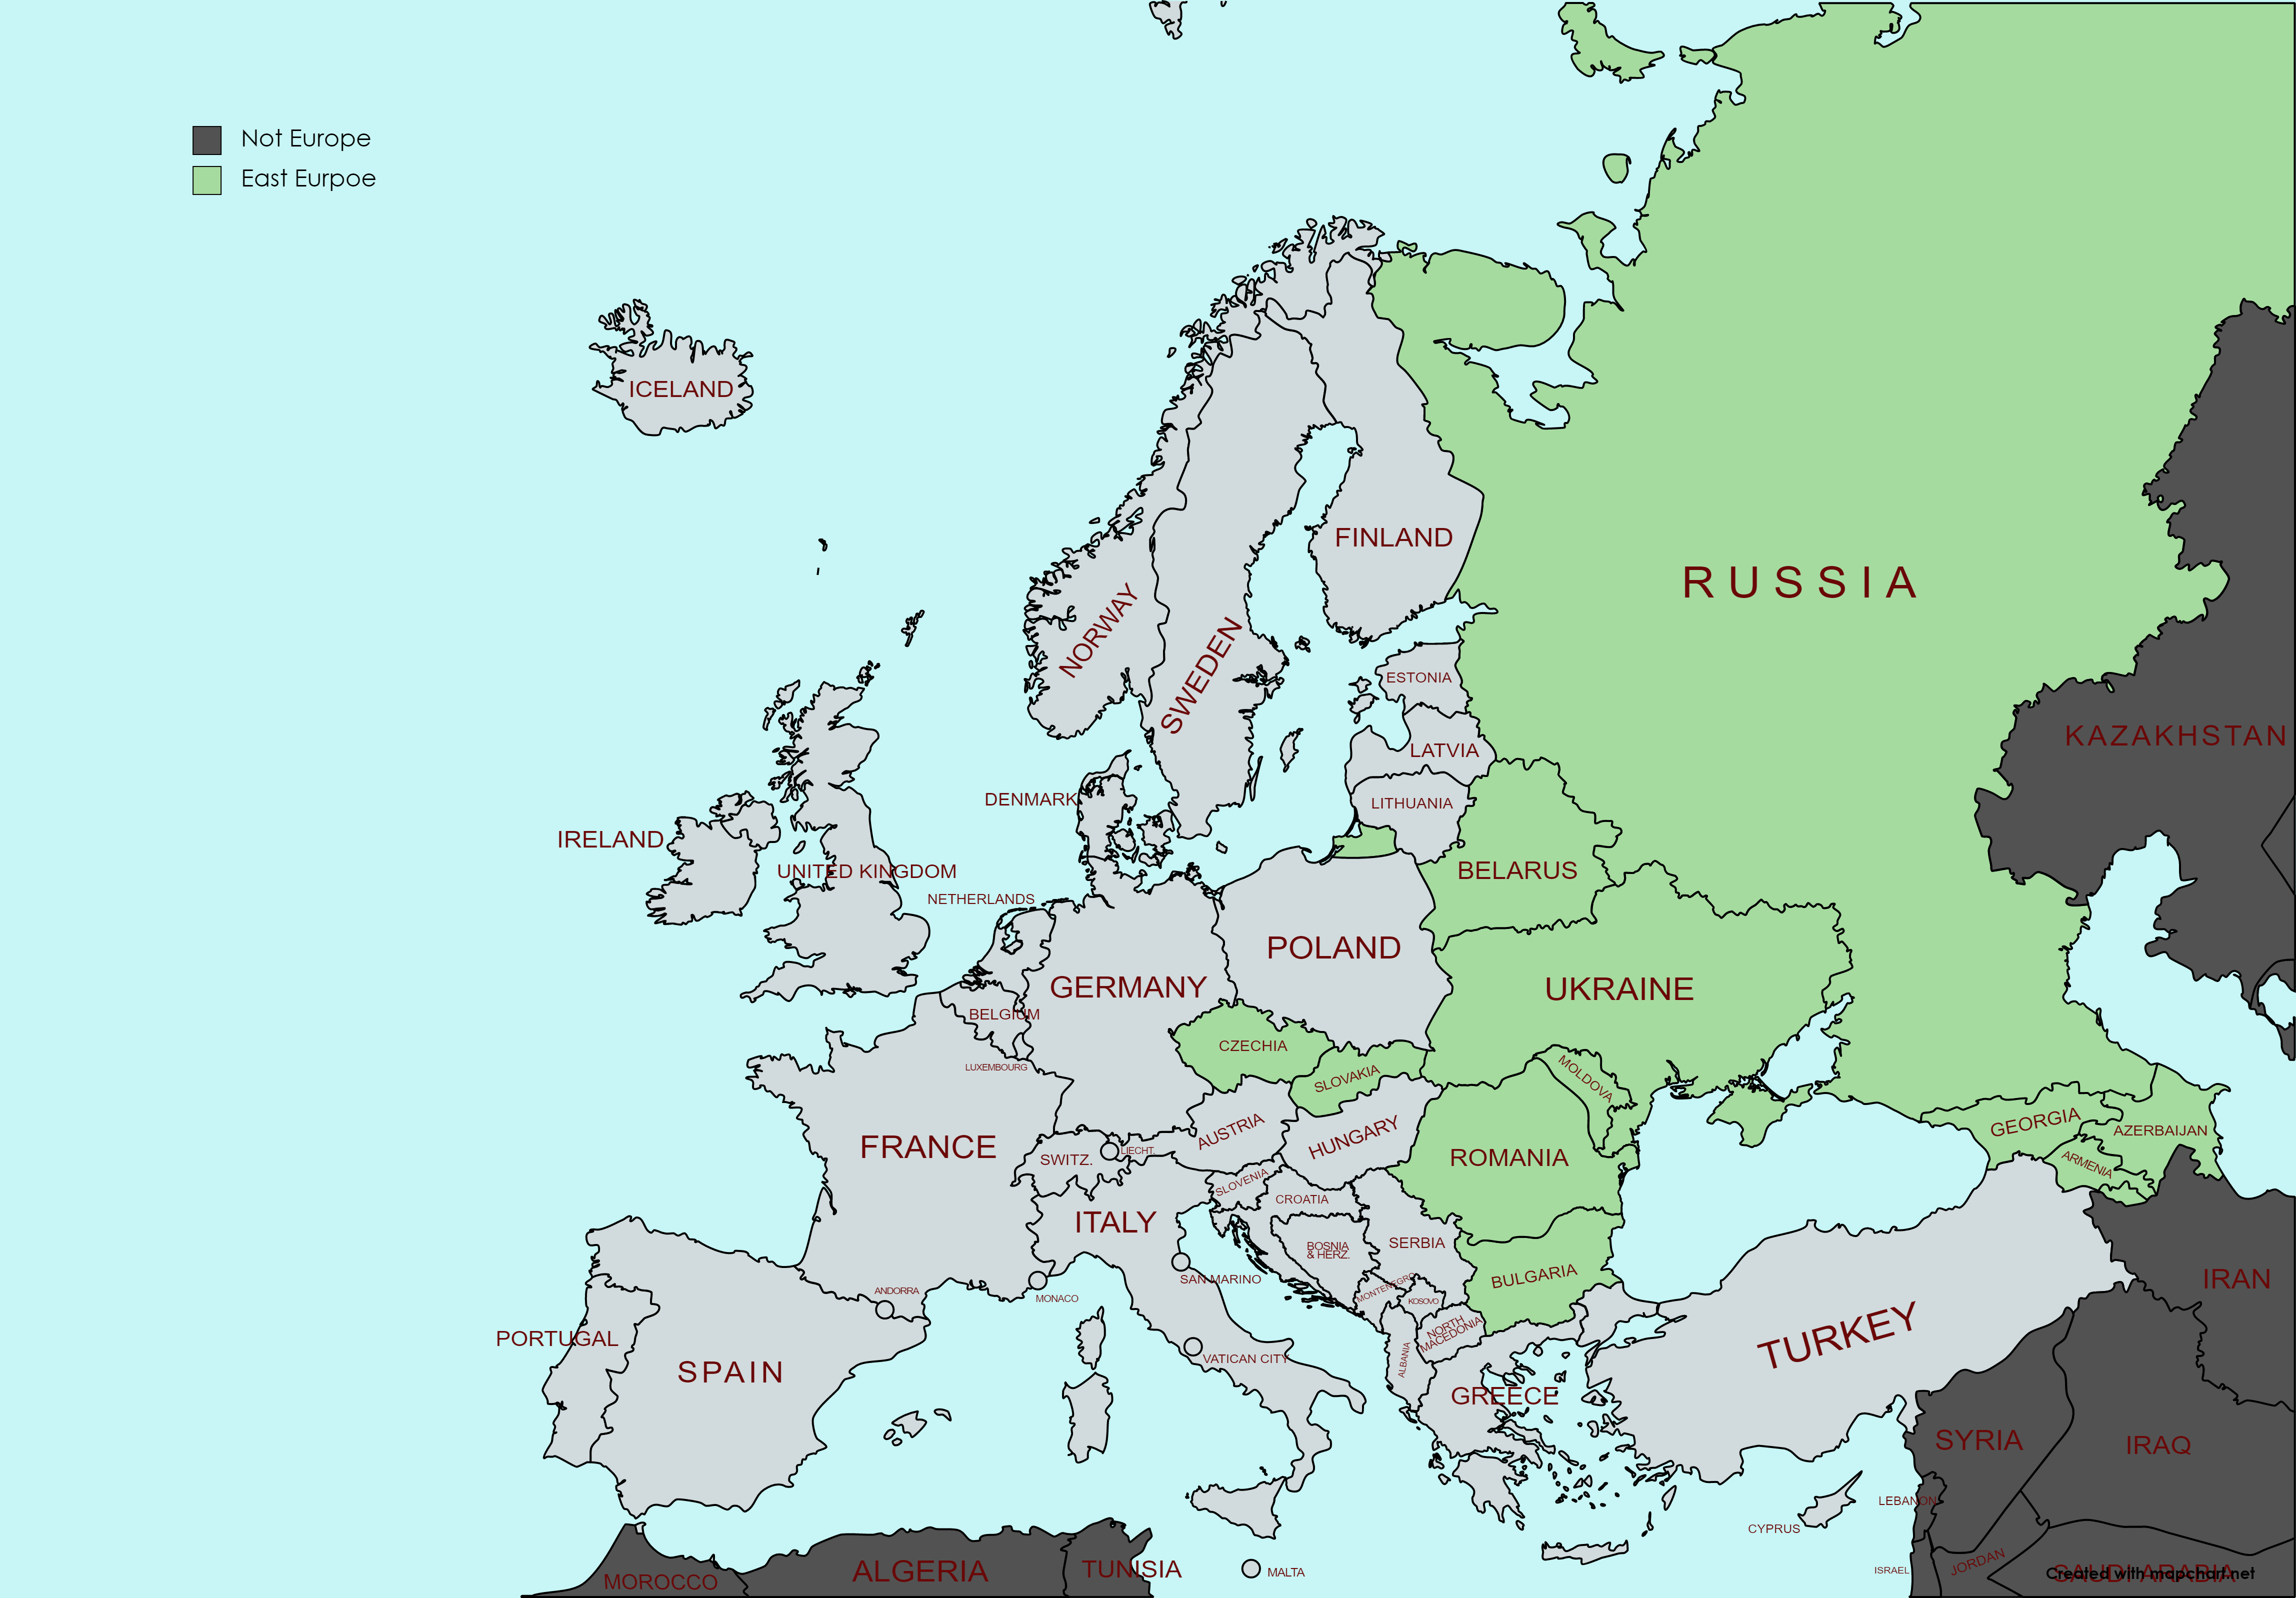 Not Europe
East Eurpoe
ICELAND
FINLAND
RUSSIA
NORWAY
SWEDEN
ESTONIA
KAZAKHSTAN
LATVIA
DENMARK
LITHUANIA
IRELAND
UNITED KINGDOM
BELARUS
NETHERLANDS
POLAND
GERMANY
UKRAINE
BELGIUM
CZECHIA
LUXEMBOURG
SLOVAKIA
MOLDOVA
GEORGIA
AZERBAIJAN
AUSTRIA
HUNGARY
FRANCE
LIECHT.
SWITZ.
ROMANIA
ARMENIA
SLOVENIA
CROATIA
ITALY
BOSNIA
& HERZ.
SERBIA
SAN MARINO
BULGARIA
IRAN
MONTENEGRO
ANDORRA
MONACO
KOSOVO
PORTUGAL
NORTH
MACEDONIA
TURKEY
VATICAN CITY
ALBANIA
SPAIN
GREECE
SYRIA
IRAQ
LEBANON
CYPRUS
MOROCCO
ALGERIA
TUNISIA
MALTA
ISRAEL
JORDAN
SAUDI ARABIA
Created with mapchart.net